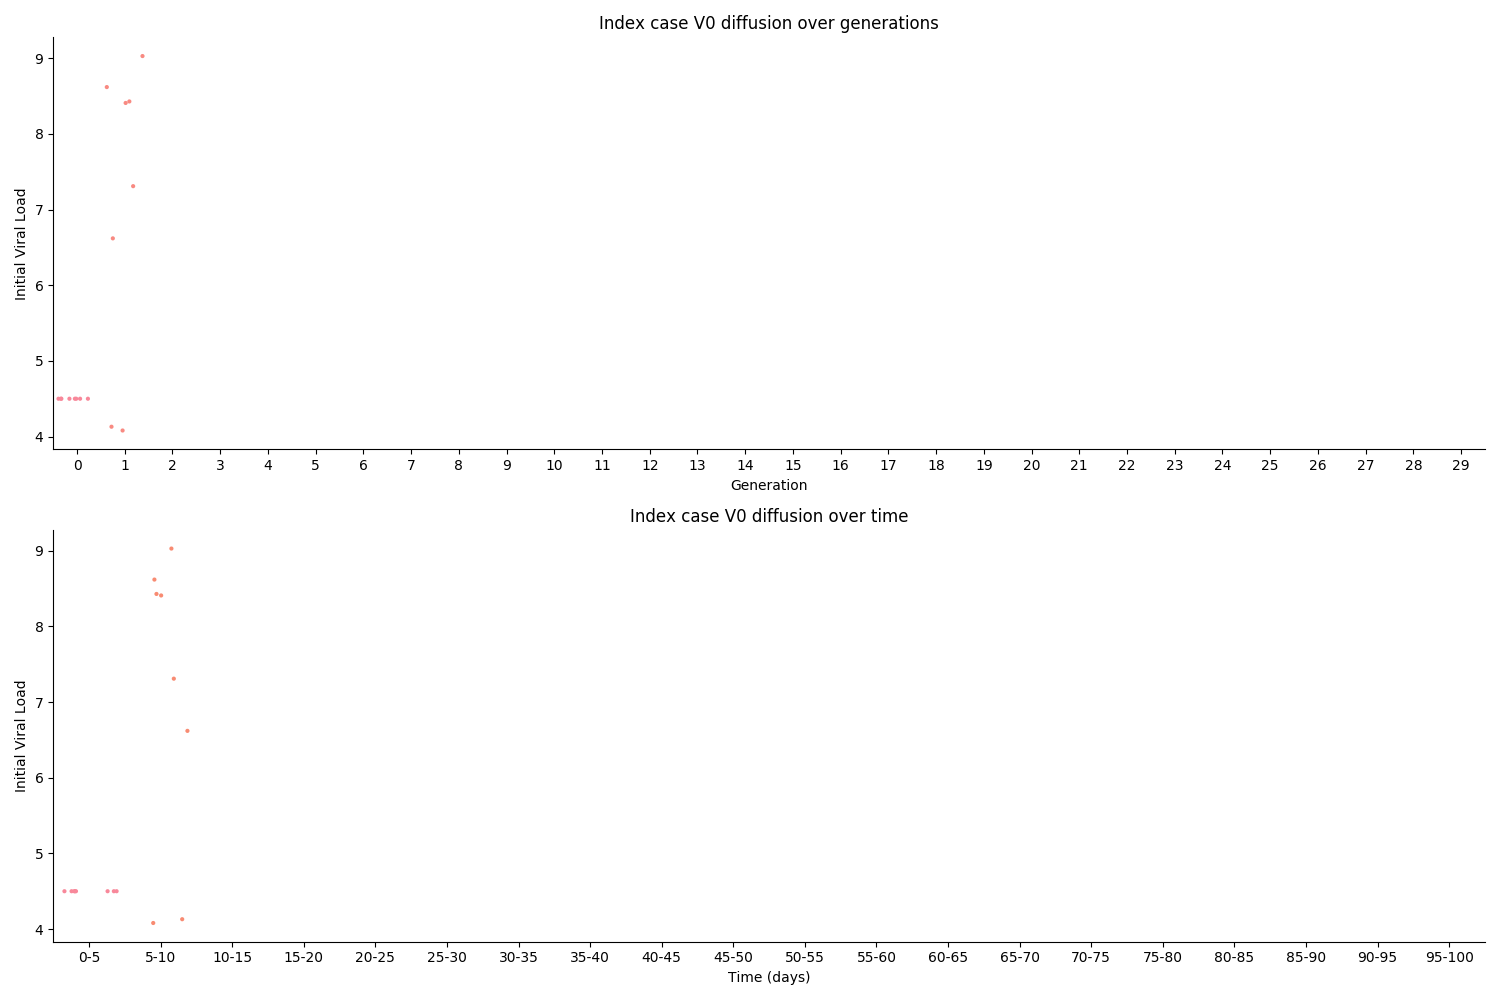 Index case V0 diffusion over generations
9
8
7
6
5
4
Initial Viral Load
0 1 2 3 4 5 6 7 8 9 10 11 12 13 14 15 16 17 18 19 20 21 22 23 24 25 26 27 28 29
Generation
Index case V0 diffusion over time
9
8
7
6
5
4
Initial Viral Load
0-5 5-10 10-15 15-20 20-25 25-30 30-35 35-40 40-45 45-50 50-55 55-60 60-65 65-70 70-75 75-80 80-85 85-90 90-95 95-100
Time (days)